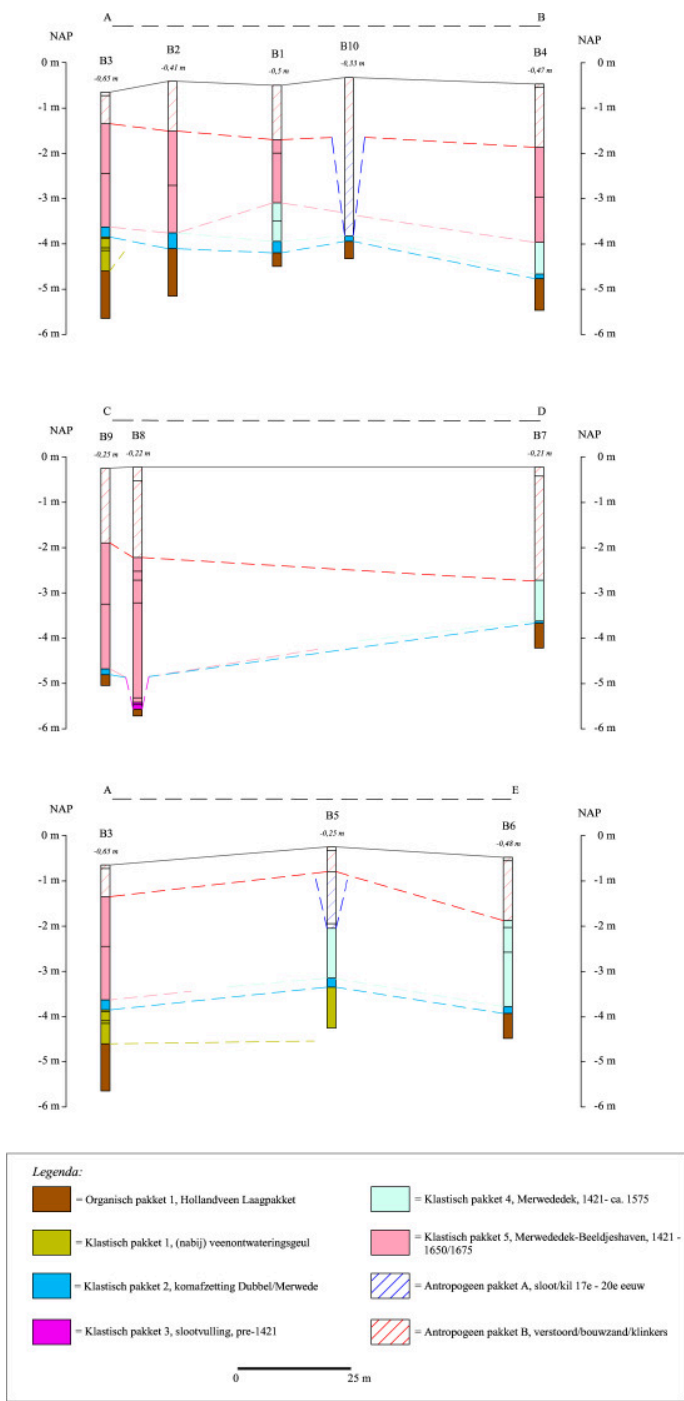 A B
NAP NAP
B3 B2 B1 B10 B4
-0,63 m -0,41 m -0,5 m -0,33 m -0,47 m
0 m 0 m
-1 m -1 m
-2 m -2 m
-3 m -3 m
-4 m -4 m
-5 m -5 m
-6 m -6 m
C D
NAP NAP
B9 B8 B7
-0,25 m -0,22 m -0,21 m
0 m 0 m
-1 m -1 m
-2 m -2 m
-3 m -3 m
-4 m -4 m
-5 m -5 m
-6 m -6 m
A E
NAP NAP
B3 B5 B6
-0,63 m -0,25 m -0,48 m
0 m 0 m
-1 m -1 m
-2 m -2 m
-3 m -3 m
-4 m -4 m
-5 m -5 m
-6 m -6 m
Legenda:
= Organisch pakket 1, Hollandveen Laagpakket
= Klastisch pakket 1, (nabij) veenontwateringsgeul
= Klastisch pakket 2, komafzetting Dubbel/Merwede
= Klastisch pakket 3, slootvulling, pre-1421
= Klastisch pakket 4, Merwededek, 1421- ca. 1575
= Klastisch pakket 5, Merwededek-Beeldjeshaven, 1421 -
1650/1675
= Antropogeen pakket A, sloot/kil 17e - 20e eeuw
= Antropogeen pakket B, verstoord/bouwzand/klinkers
0 25 m